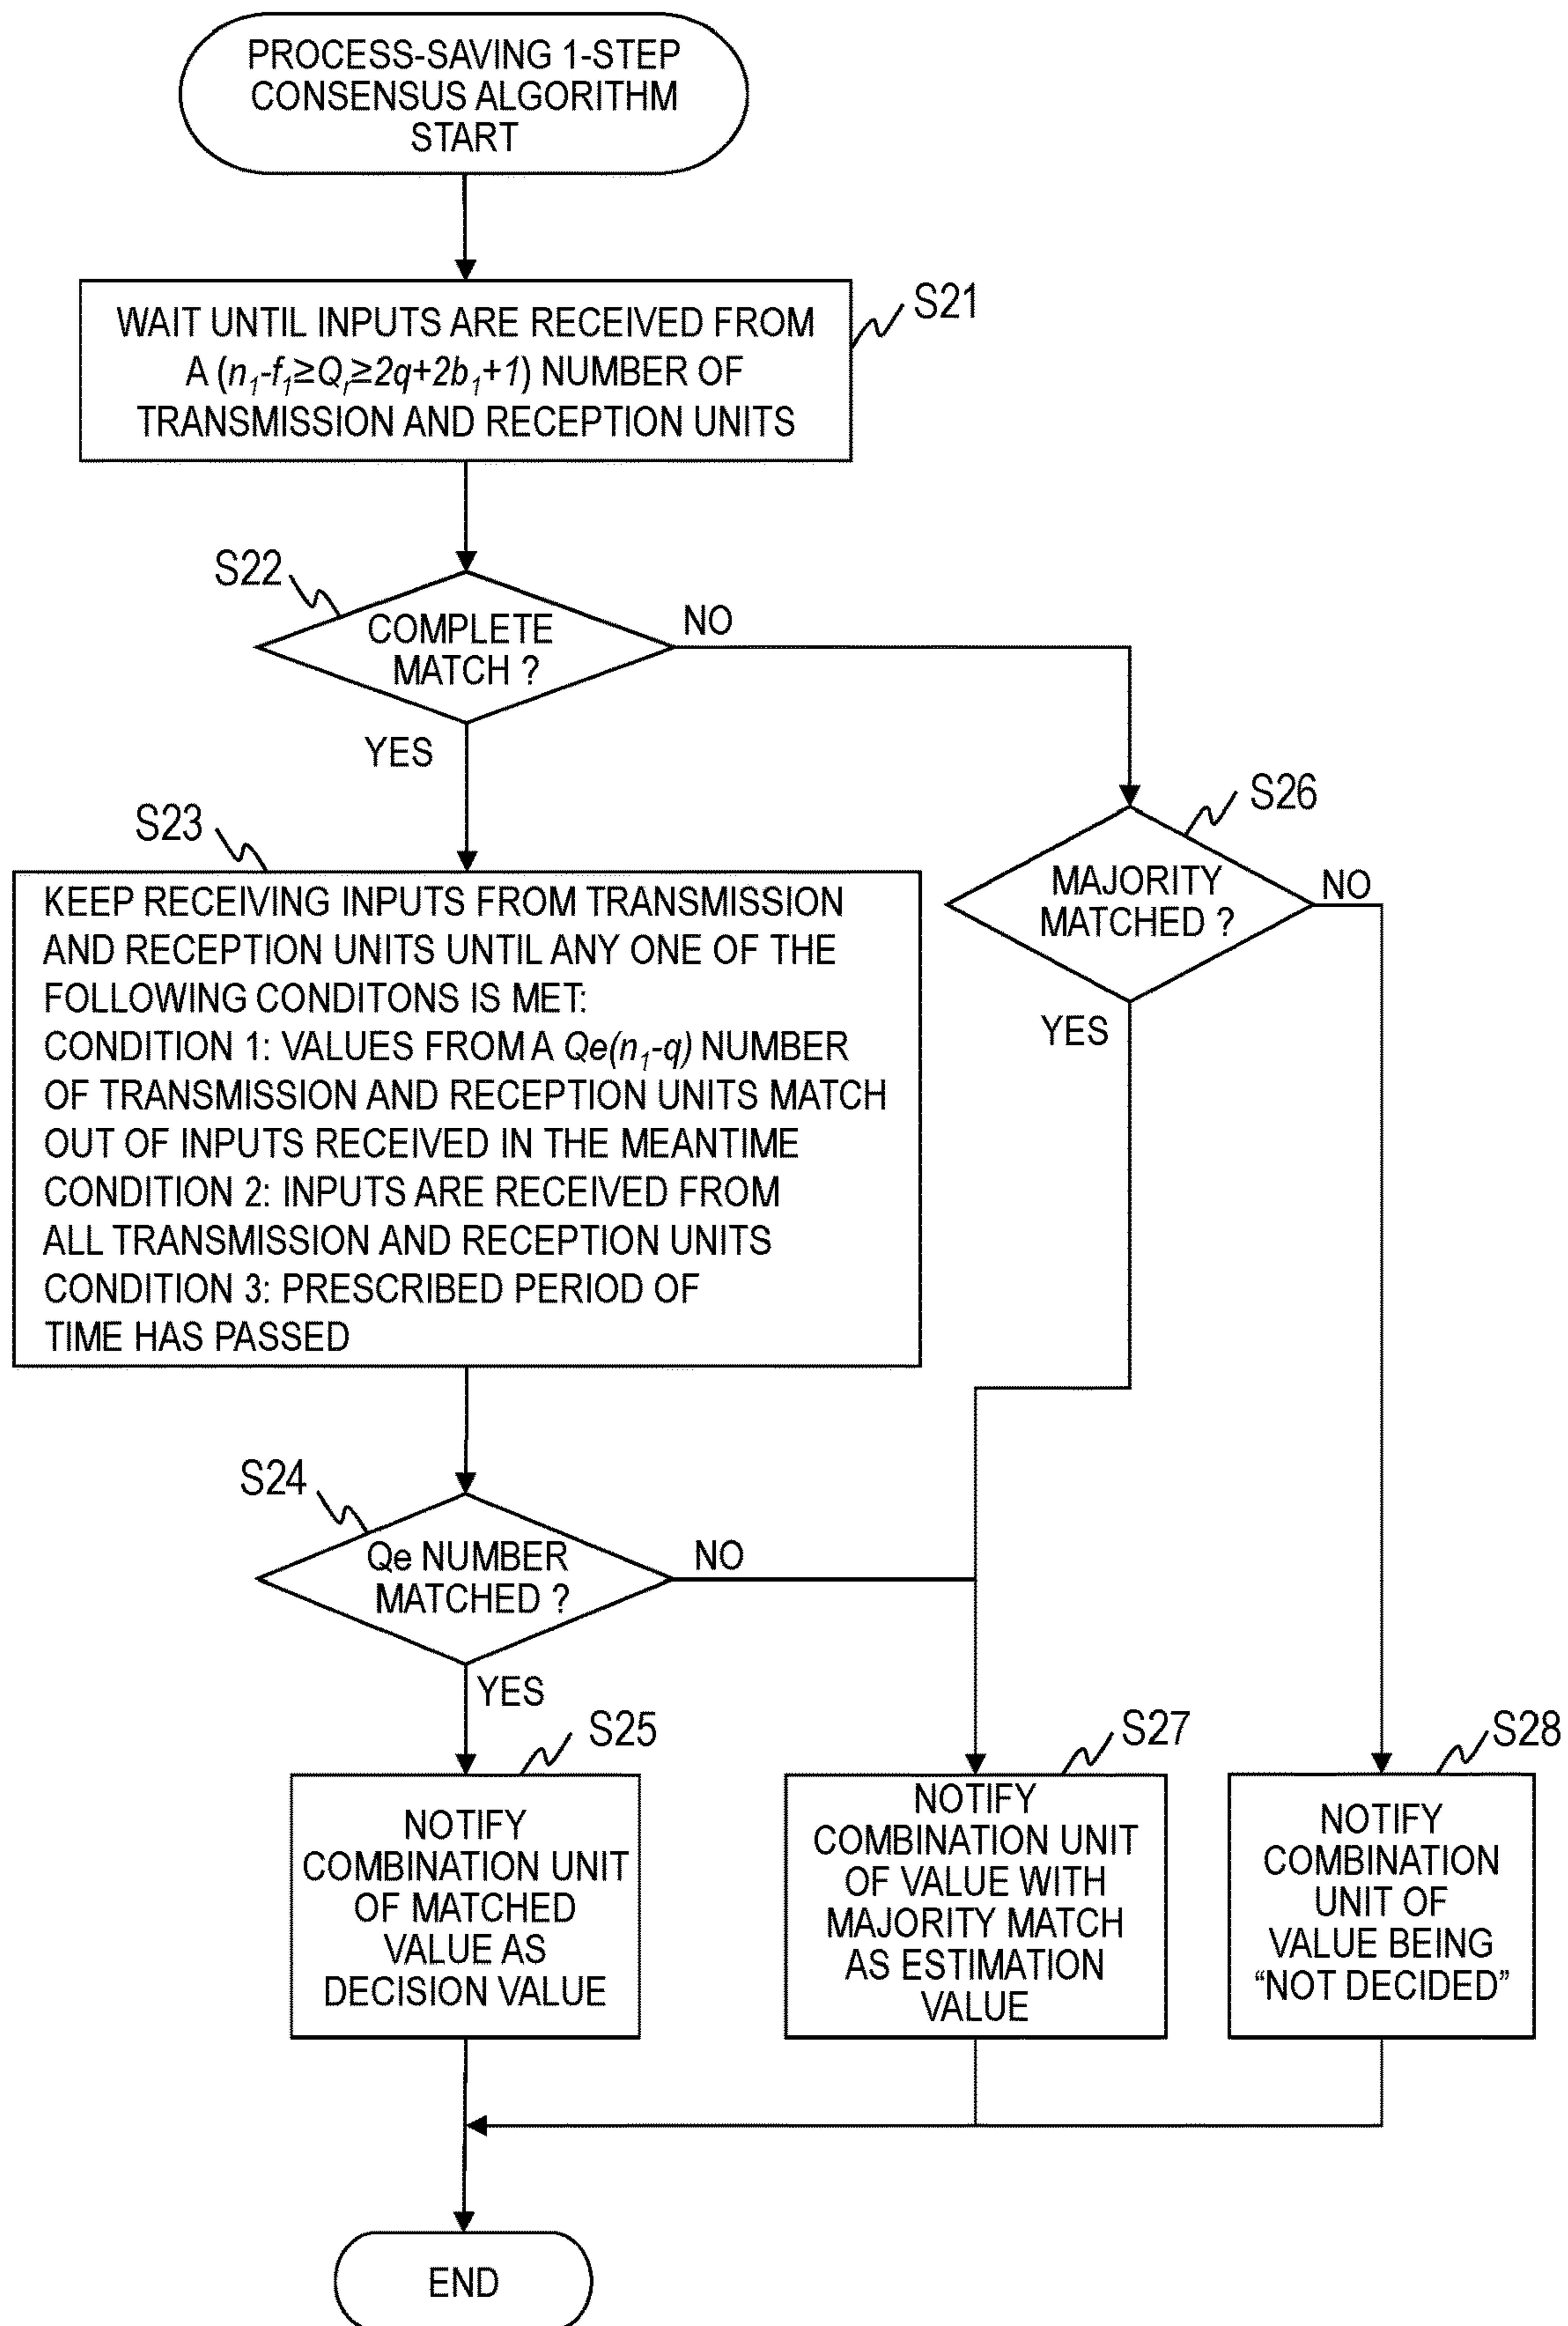 PROCESS-SAVING 1-STEP
CONSENSUS ALGORITHM
START
S21
WAIT UNTIL INPUTS ARE RECEIVED FROM
A (n₁-f₁≥Qᵣ≥2q+2b₁+1) NUMBER OF
TRANSMISSION AND RECEPTION UNITS
S22
COMPLETE
MATCH ?
NO
YES
S23
KEEP RECEIVING INPUTS FROM TRANSMISSION
AND RECEPTION UNITS UNTIL ANY ONE OF THE
FOLLOWING CONDITONS IS MET:
CONDITION 1: VALUES FROM A Qe(n₁-q) NUMBER
OF TRANSMISSION AND RECEPTION UNITS MATCH
OUT OF INPUTS RECEIVED IN THE MEANTIME
CONDITION 2: INPUTS ARE RECEIVED FROM
ALL TRANSMISSION AND RECEPTION UNITS
CONDITION 3: PRESCRIBED PERIOD OF
TIME HAS PASSED
S26
MAJORITY
MATCHED ?
NO
YES
S24
Qe NUMBER
MATCHED ?
NO
YES
S25
NOTIFY
COMBINATION UNIT
OF MATCHED
VALUE AS
DECISION VALUE
S27
NOTIFY
COMBINATION UNIT
OF VALUE WITH
MAJORITY MATCH
AS ESTIMATION
VALUE
S28
NOTIFY
COMBINATION
UNIT OF
VALUE BEING
“NOT DECIDED”
END